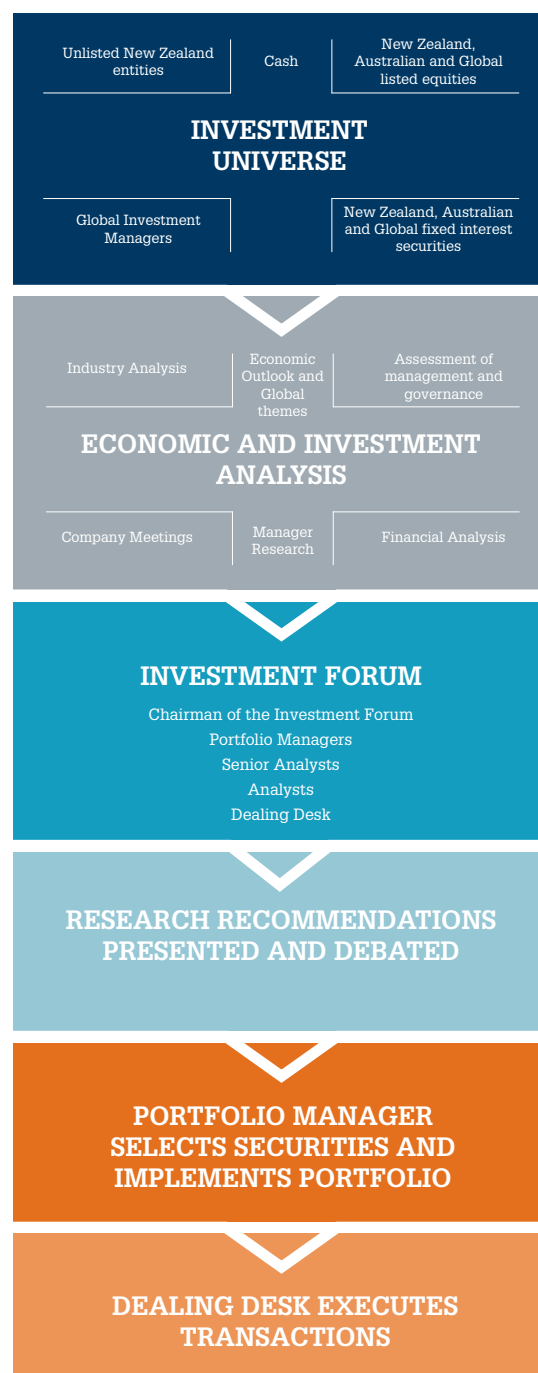 Unlisted New Zealand
entities
Cash
New Zealand,
Australian and Global
listed equities
INVESTMENT
UNIVERSE
Global Investment
Managers
New Zealand, Australian
and Global fixed interest
securities
Industry Analysis
Economic
Outlook and
Global
themes
Assessment of
management and
governance
ECONOMIC AND INVESTMENT
ANALYSIS
Company Meetings
Manager
Research
Financial Analysis
INVESTMENT FORUM
Chairman of the Investment Forum
Portfolio Managers
Senior Analysts
Analysts
Dealing Desk
RESEARCH RECOMMENDATIONS
PRESENTED AND DEBATED
PORTFOLIO MANAGER
SELECTS SECURITIES AND
IMPLEMENTS PORTFOLIO
DEALING DESK EXECUTES
TRANSACTIONS